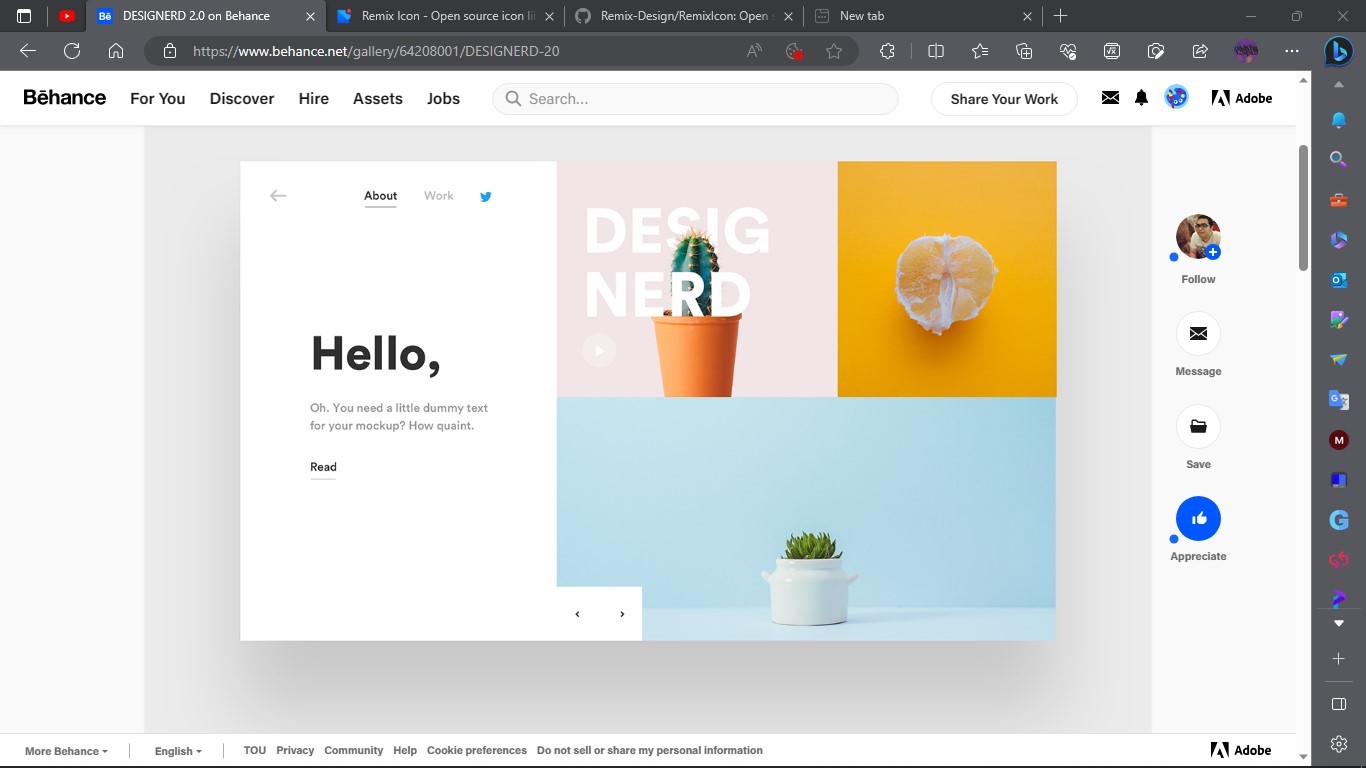 DESIGNERD 2.0 on Behance
Remix Icon - Open source icon li
Remix-Design/RemixIcon: Open s
New tab
https://www.behance.net/gallery/64208001/DESIGNERD-20
Bēhance
For You
Discover
Hire
Assets
Jobs
Search...
Share Your Work
Adobe
About
Work
DESIG
NERD
Hello,
Oh. You need a little dummy text
for your mockup? How quaint.
Read
Follow
Message
Save
Appreciate
More Behance
English
TOU
Privacy
Community
Help
Cookie preferences
Do not sell or share my personal information
Adobe